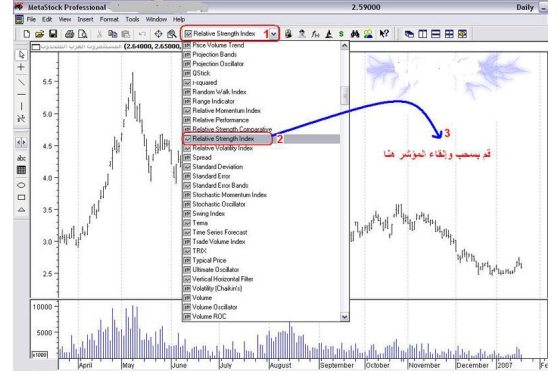 MetaStock Professional
2.59000
Daily
File Edit View Insert Format Tools Window Help
Relative Strength Index 1
(2.64000, 2.65000,
Price Volume Trend
Projection Bands
Projection Oscillator
QStick
r-squared
Random Walk Index
Range Indicator
Relative Momentum Index
Relative Performance
Relative Strength Comparative
Relative Strength Index 2
Relative Volatility Index
Spread
Standard Deviation
Standard Error
Standard Error Bands
Stochastic Momentum Index
Stochastic Oscillator
Swing Index
Tema
Time Series Forecast
Trade Volume Index
TRIX
Typical Price
Ultimate Oscillator
Vertical Horizontal Filter
Volatility (Chaikin's)
Volume
Volume Oscillator
Volume ROC
3
قم بسحب وإلقاء المؤشر هنا
abc
5.5
5.0
4.5
4.0
3.5
3.0
2.5
10000
5000
x1000
April May June July August September October November December 2007